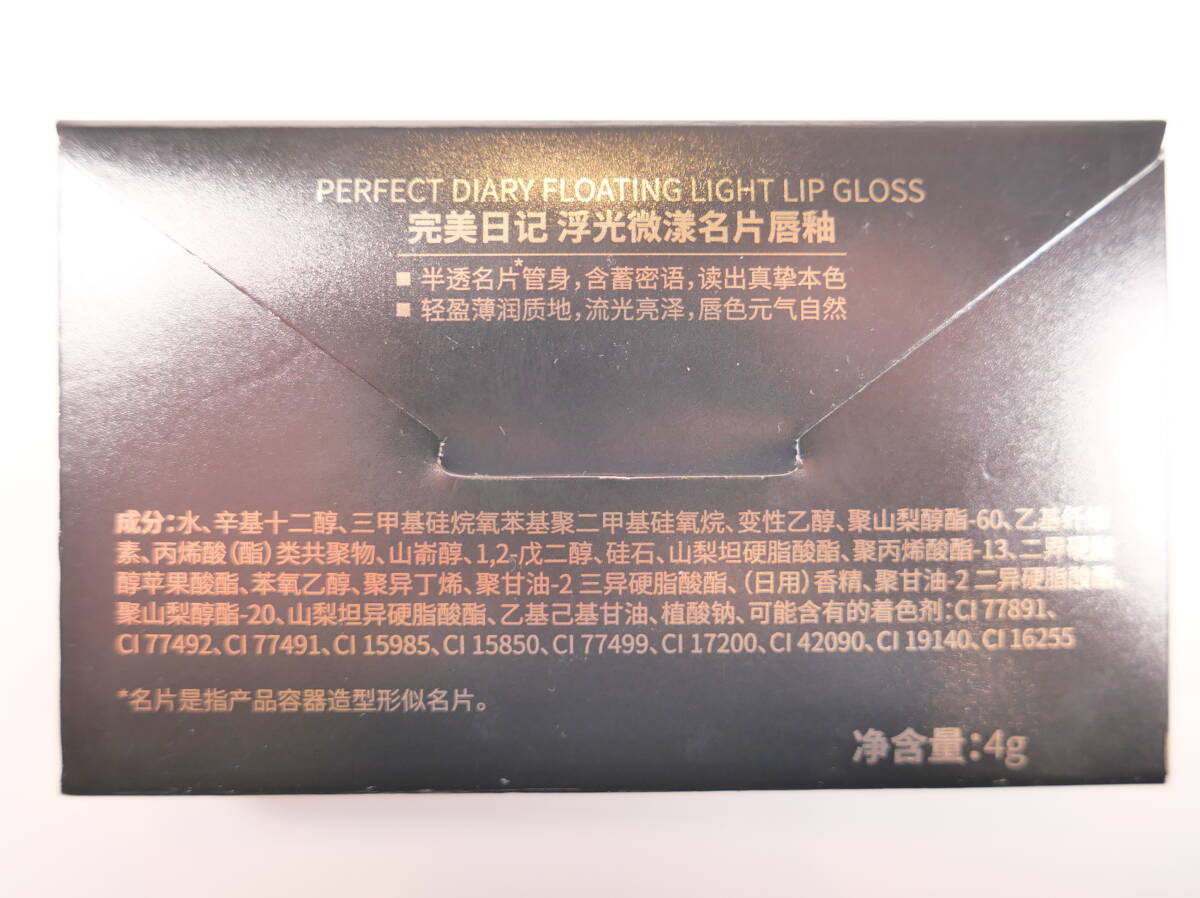 PERFECT DIARY FLOATING LIGHT LIP GLOSS
完美日记 浮光微漾名片唇釉
■ 半透名片*管身,含蓄密语,读出真挚本色
■ 轻盈薄润质地,流光亮泽,唇色元气自然
成分:水、辛基十二醇、三甲基硅烷氧苯基聚二甲基硅氧烷、变性乙醇、聚山梨醇酯-60、乙基纤维
素、丙烯酸(酯)类共聚物、山嵛醇、1,2-戊二醇、硅石、山梨坦硬脂酸酯、聚丙烯酸酯-13、二异硬脂
醇苹果酸酯、苯氧乙醇、聚异丁烯、聚甘油-2 三异硬脂酸酯、(日用)香精、聚甘油-2 二异硬脂酸酯、
聚山梨醇酯-20、山梨坦异硬脂酸酯、乙基己基甘油、植酸钠、可能含有的着色剂:CI 77891、
CI 77492、CI 77491、CI 15985、CI 15850、CI 77499、CI 17200、CI 42090、CI 19140、CI 16255
*名片是指产品容器造型形似名片。
净含量:4g